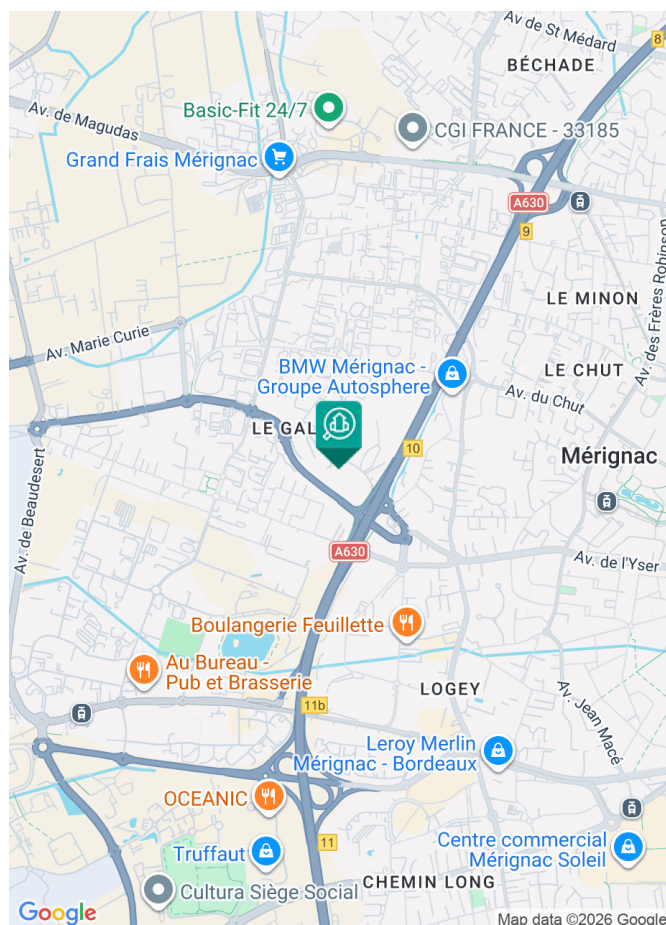 Av de St Médard
8
BÉCHADE
Basic-Fit 24/7
Av. de Magudas
CGI FRANCE - 33185
Grand Frais Mérignac
A630
9
Av. des Frères Robinson
LE MINON
Av. Marie Curie
BMW Mérignac -
Groupe Autosphere
LE CHUT
Av. du Chut
LE GAL
10
Mérignac
Av. de Beaudesert
A630
Av. de l'Yser
Boulangerie Feuillette
Au Bureau -
Pub et Brasserie
LOGEY
Av. Jean Macé
11b
Leroy Merlin
Mérignac - Bordeaux
OCEANIC
11
Truffaut
Centre commercial
Mérignac Soleil
Cultura Siège Social
CHEMIN LONG
Google
Map data ©2026 Google